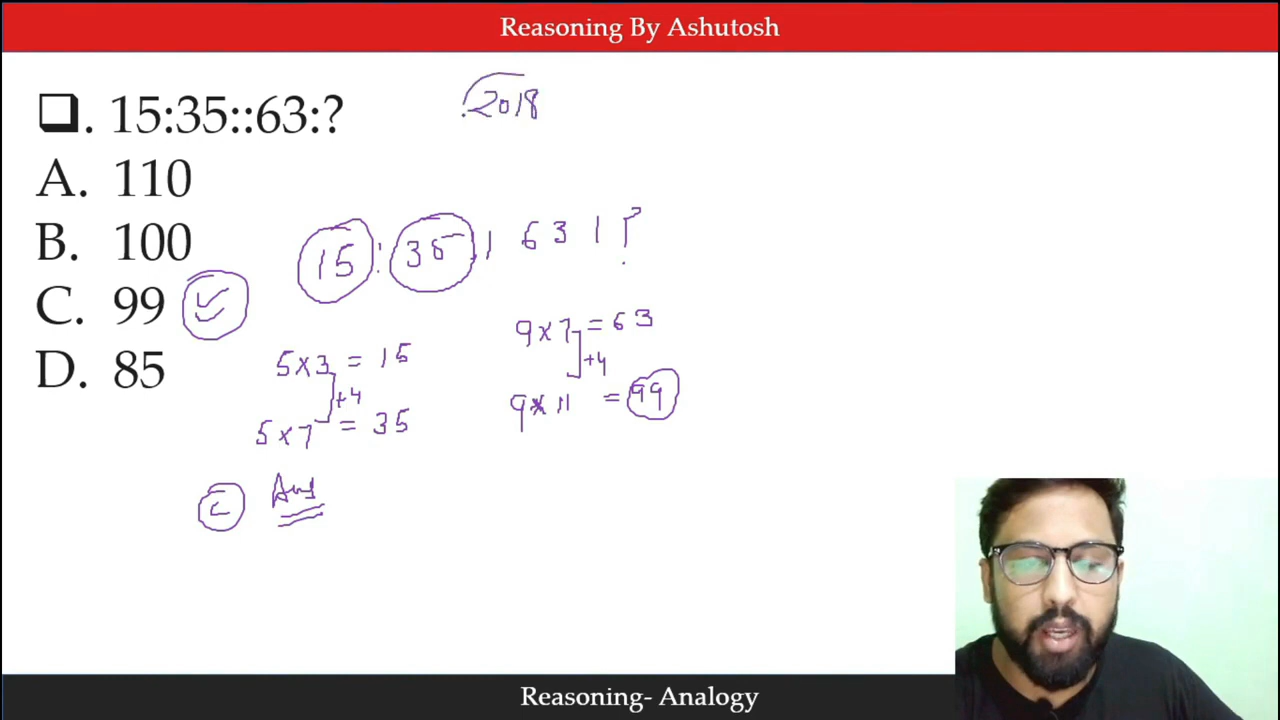 Reasoning By Ashutosh
❑. 15:35::63:?
2018
A. 110
B. 100
15 : 35 : 63 : ?
C. 99
9 x 7 = 63
+4
5 x 3 = 15
D. 85
+4
9 x 11 = 99
5 x 7 = 35
C Ans
Reasoning- Analogy